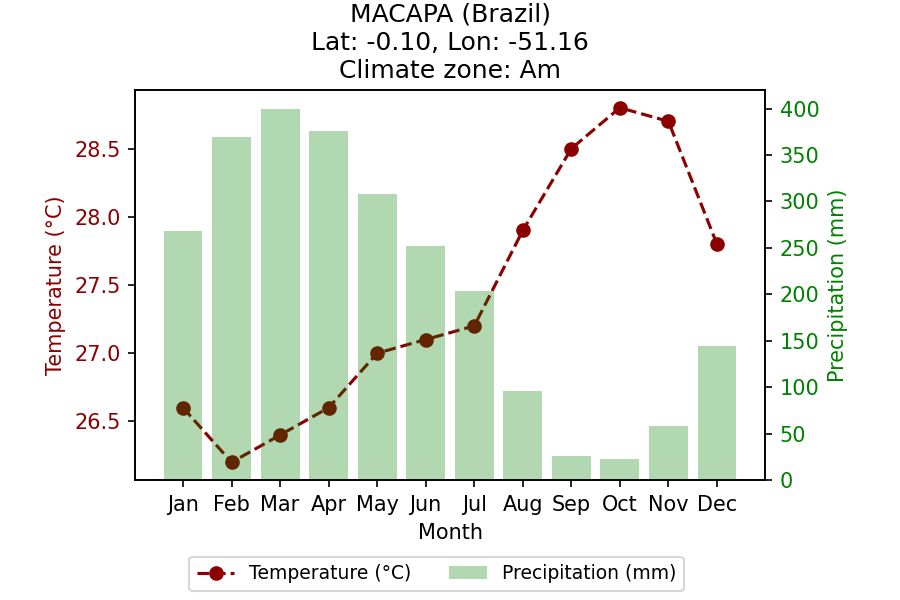 MACAPA (Brazil)
Lat: -0.10, Lon: -51.16
Climate zone: Am
Temperature (°C)
28.5
28.0
27.5
27.0
26.5
400
350
300
250
200
150
100
50
0
Precipitation (mm)
Jan Feb Mar Apr May Jun Jul Aug Sep Oct Nov Dec
Month
Temperature (°C) Precipitation (mm)